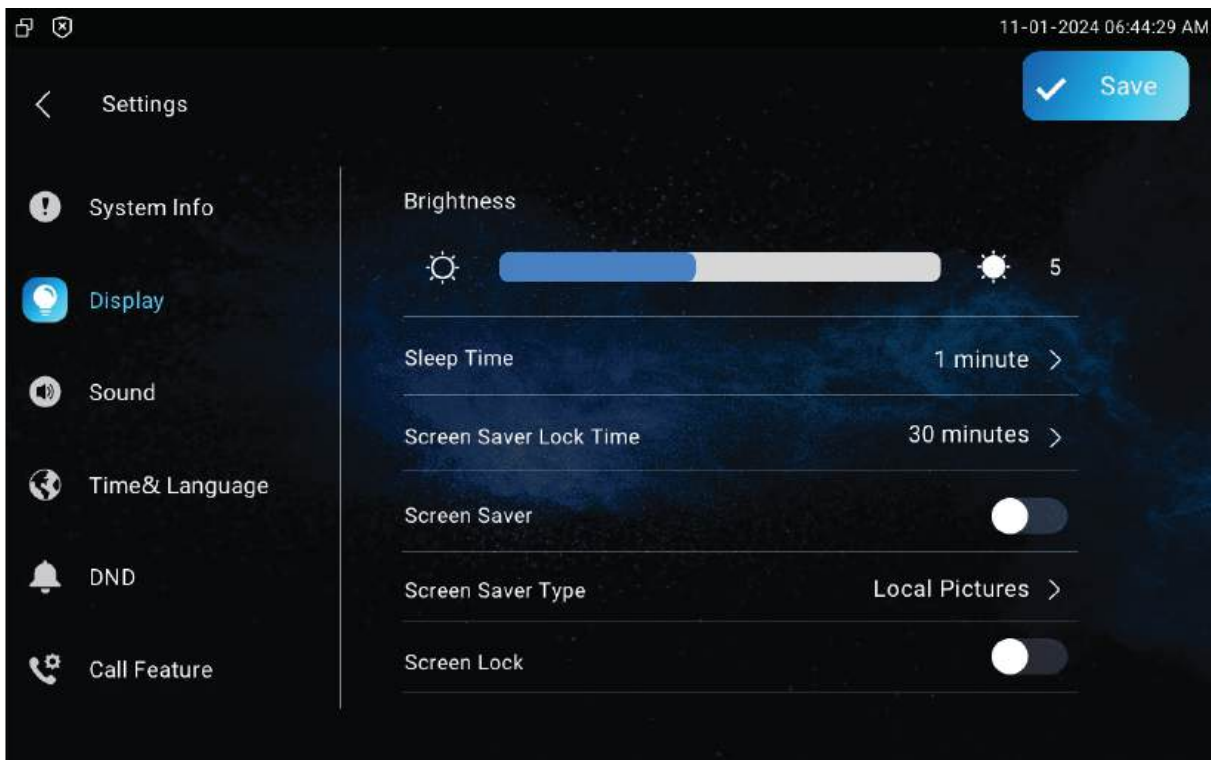 11-01-2024 06:44:29 AM
Settings
Save
System Info
Display
Sound
Time& Language
DND
Call Feature
Brightness
5
Sleep Time 1 minute
Screen Saver Lock Time 30 minutes
Screen Saver
Screen Saver Type Local Pictures
Screen Lock